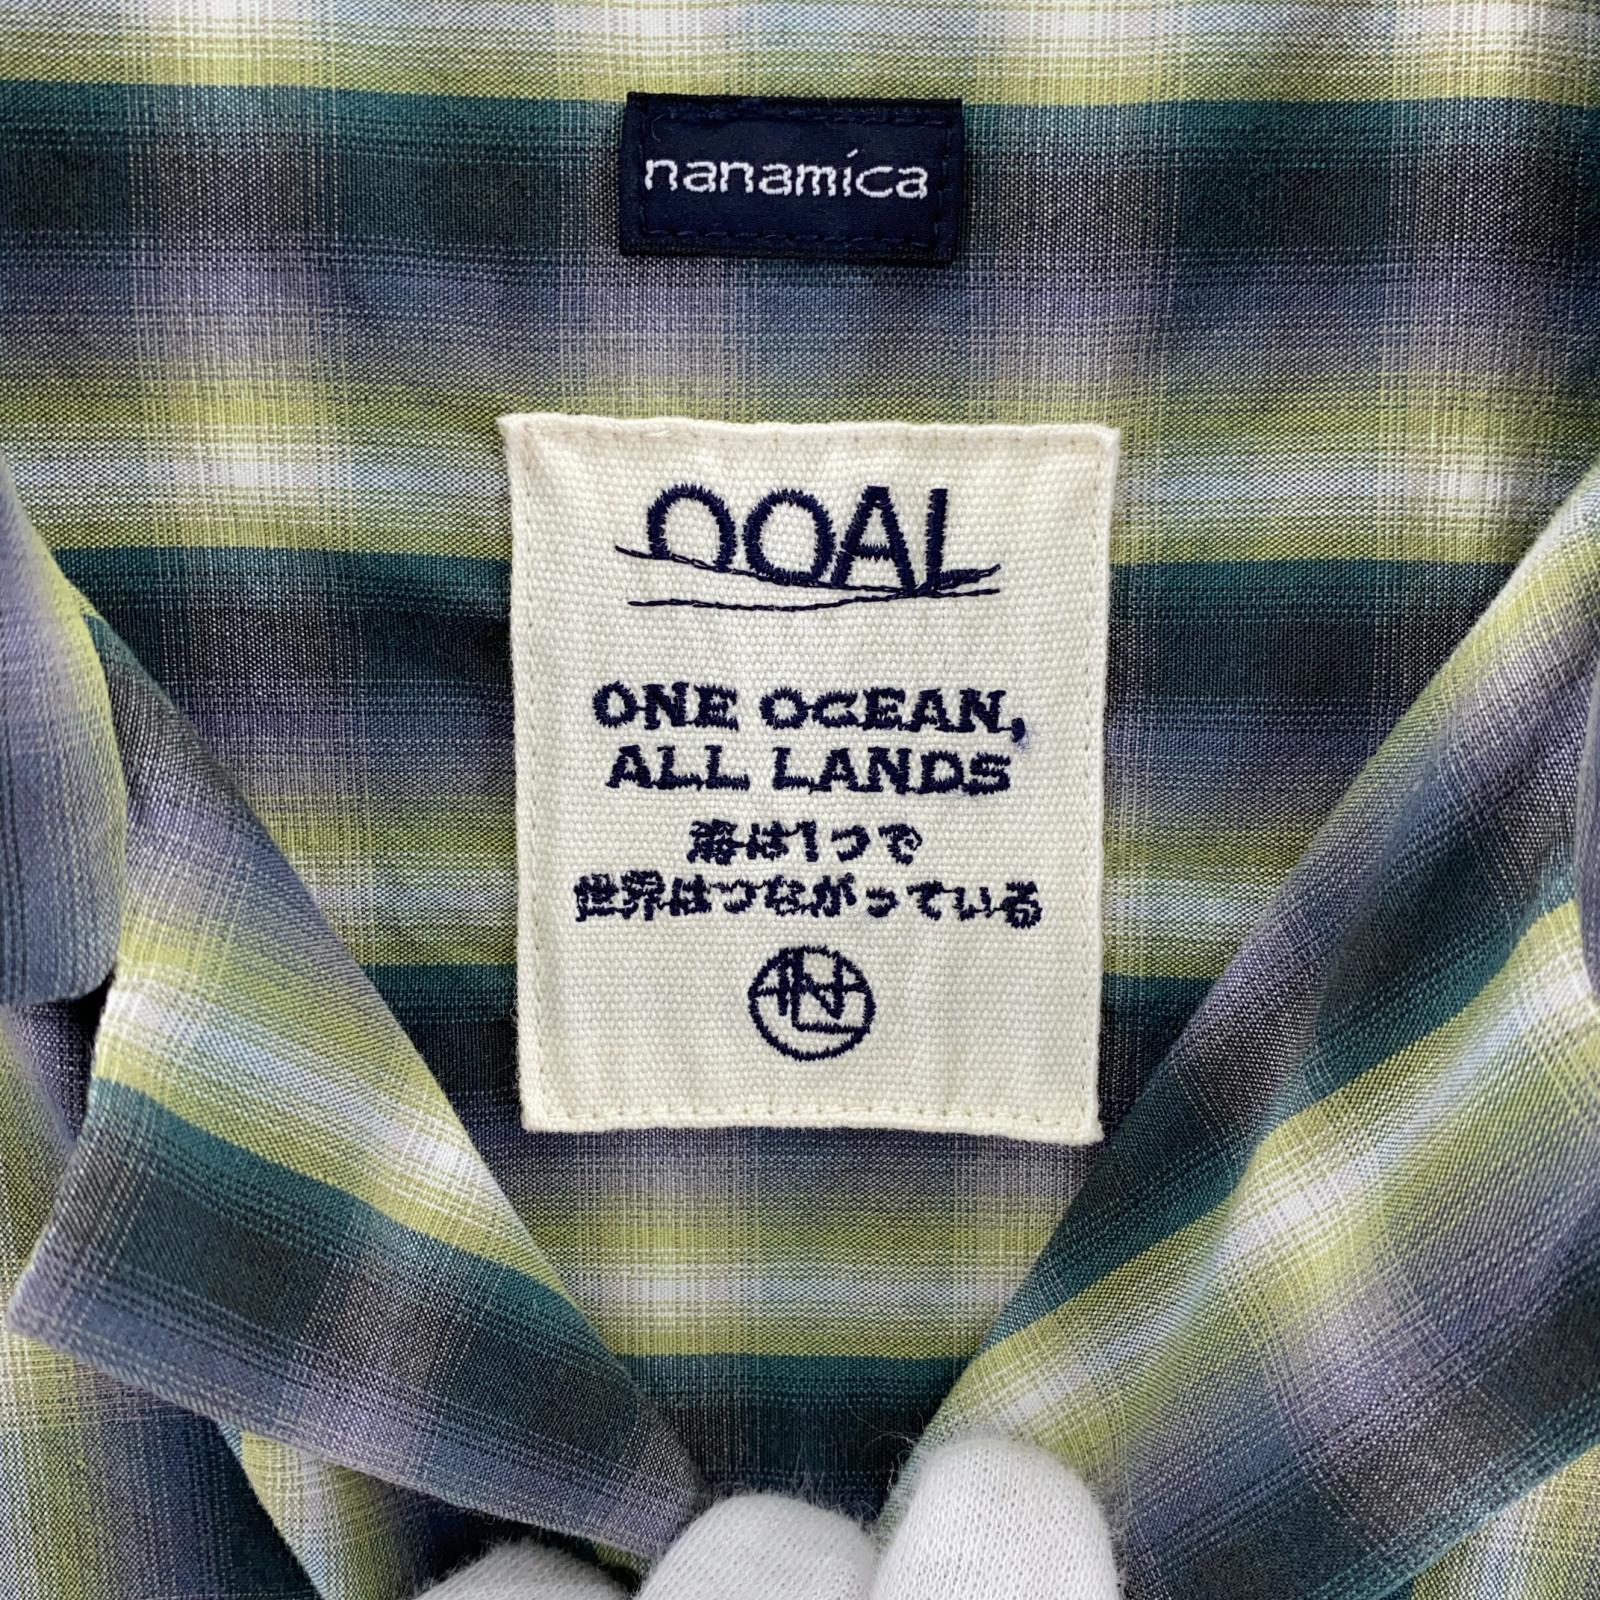 nanamica
OOAL
ONE OCEAN,
ALL LANDS
海は1つで
世界はつながっている